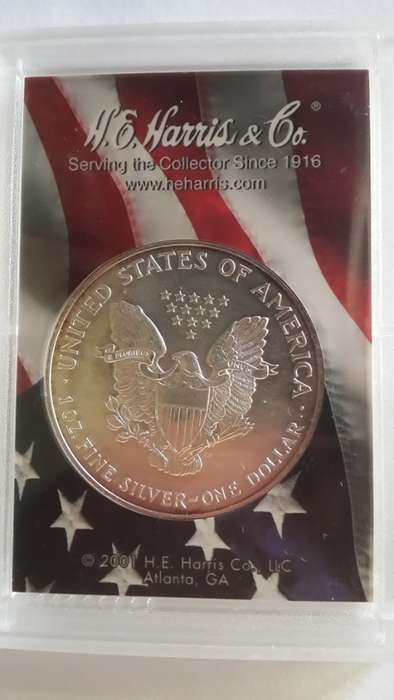 H.E. Harris & Co.®
Serving the Collector Since 1916
www.heharris.com
UNITED STATES OF AMERICA
E PLURIBUS UNUM
1 OZ. FINE SILVER~ONE DOLLAR
© 2001 H.E. Harris Co., LLC
Atlanta, GA